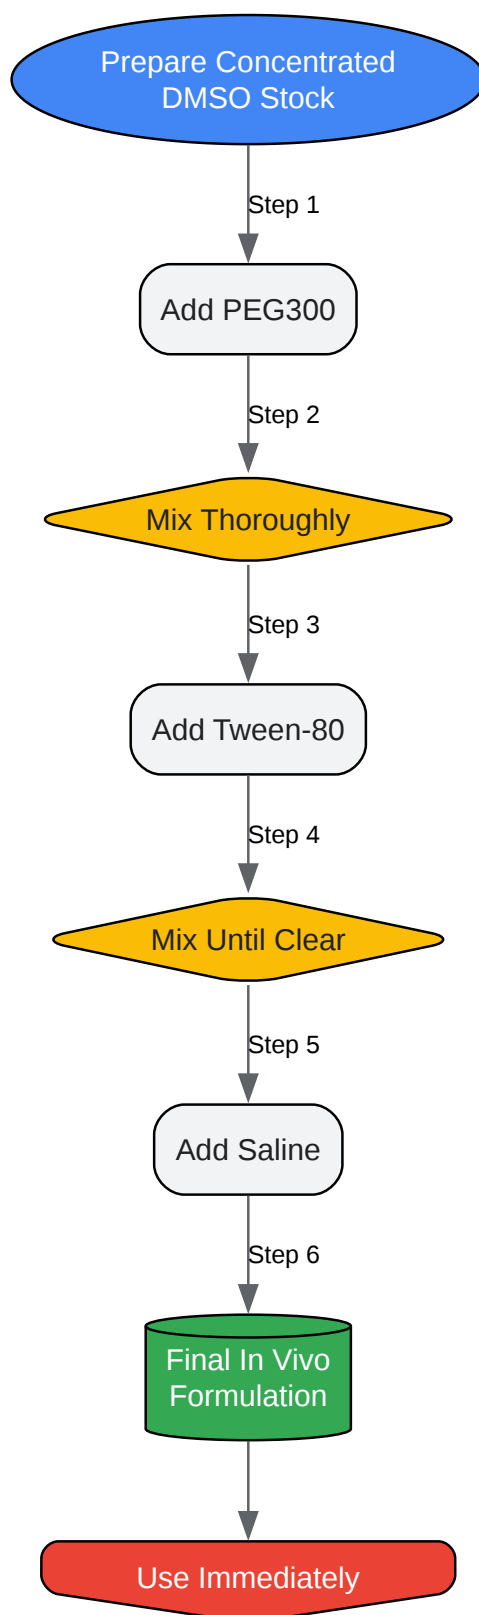 Prepare Concentrated
DMSO Stock
Step 1
Add PEG300
Step 2
Mix Thoroughly
Step 3
Add Tween-80
Step 4
Mix Until Clear
Step 5
Add Saline
Step 6
Final In Vivo
Formulation
Use Immediately